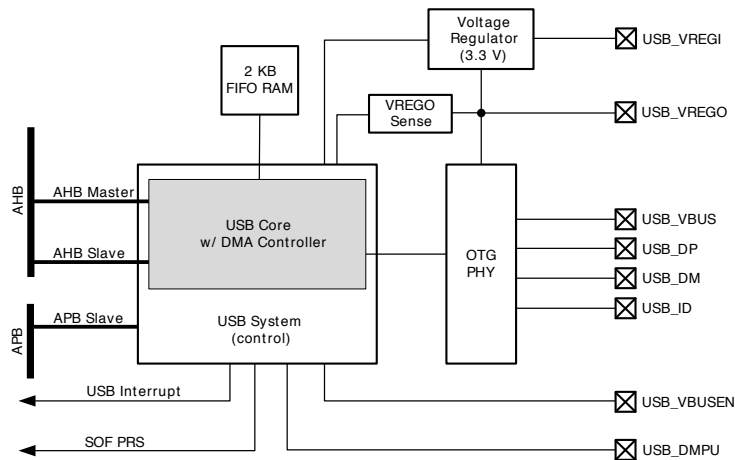 Voltage
Regulator
(3.3 V)
USB_VREGI
2 KB
FIFO RAM
VREGO
Sense
USB_VREGO
AHB
AHB Master
USB Core
w/ DMA Controller
AHB Slave
OTG
PHY
USB_VBUS
USB_DP
USB_DM
USB_ID
APB
APB Slave
USB System
(control)
USB Interrupt
USB_VBUSEN
SOF PRS
USB_DMPU